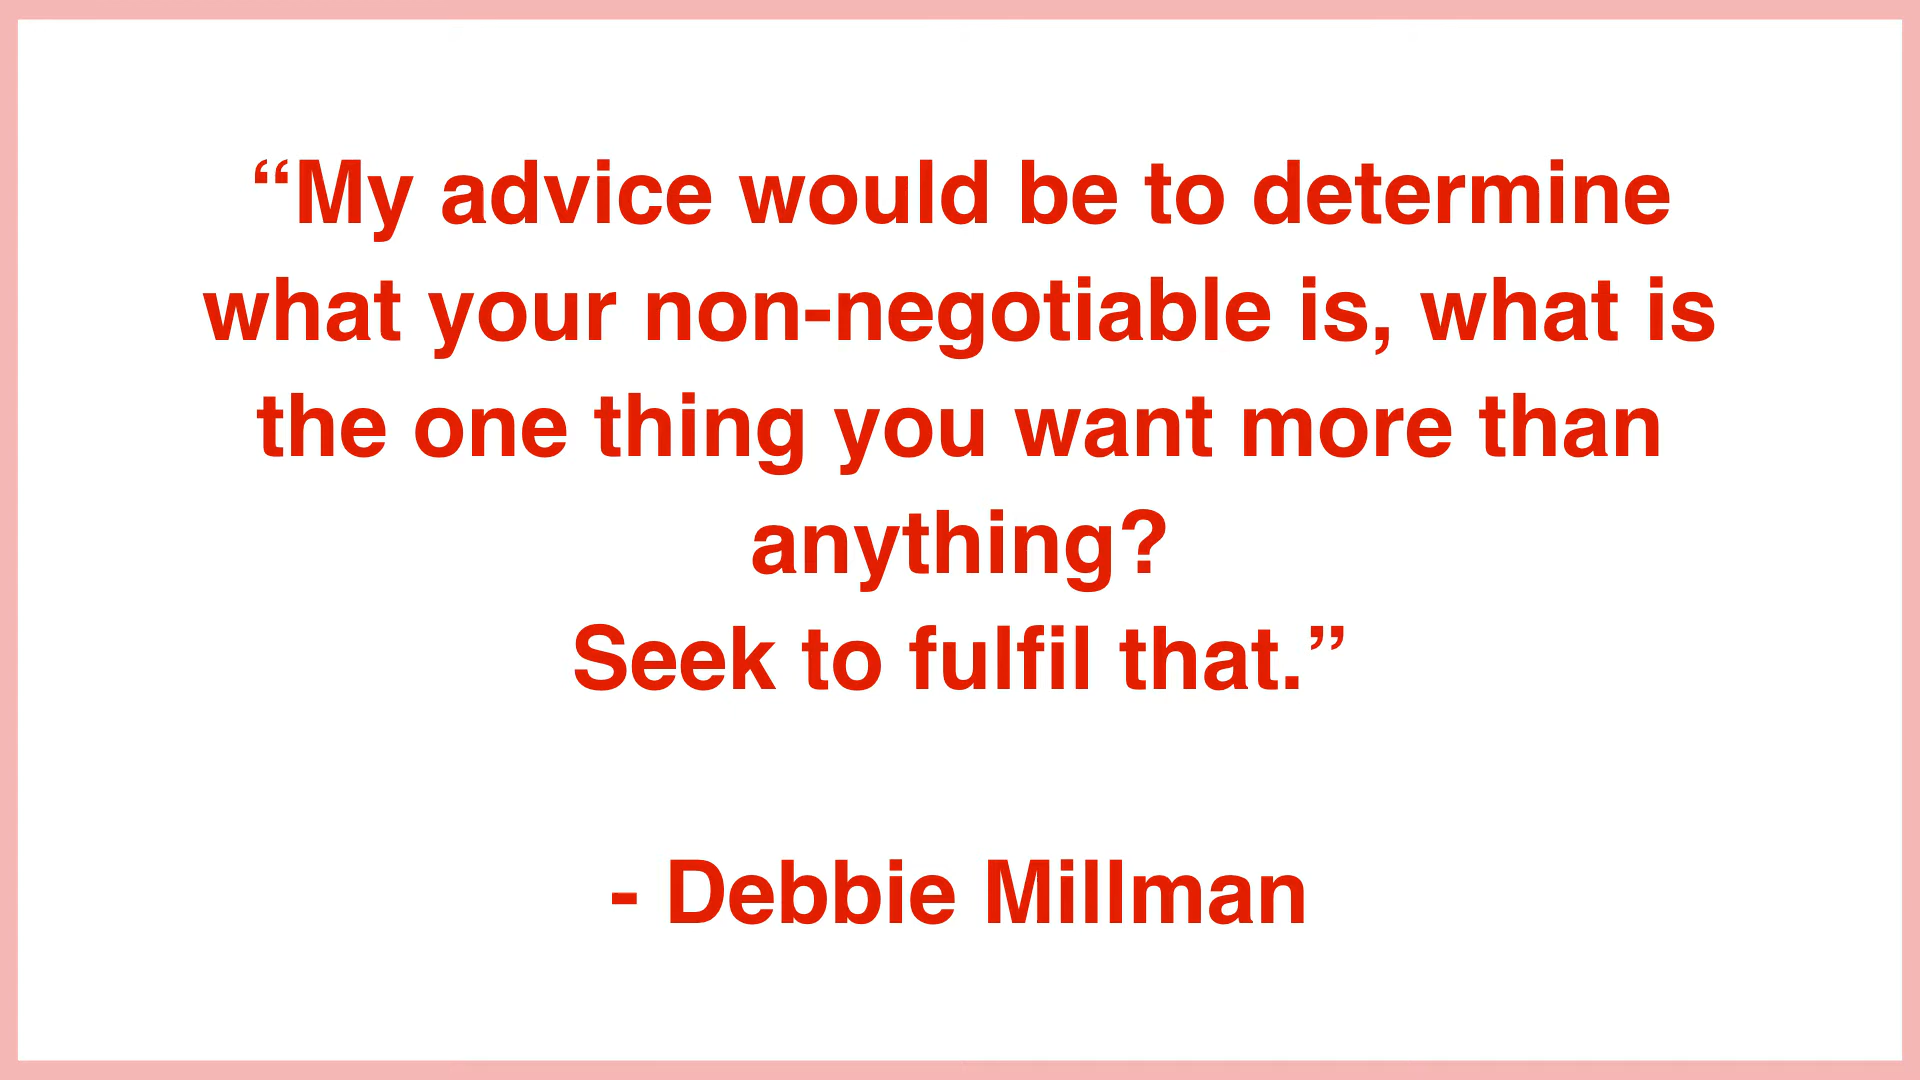 “My advice would be to determine
what your non-negotiable is, what is
the one thing you want more than
anything?
Seek to fulfil that.”
- Debbie Millman